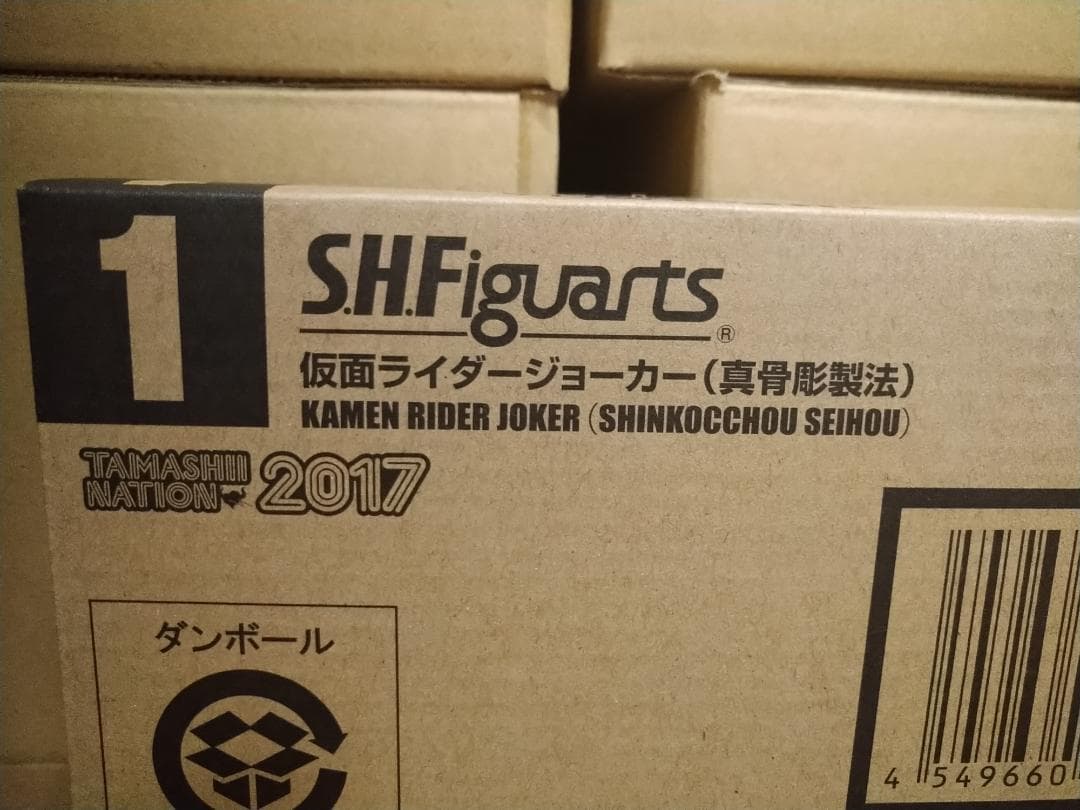 1
S.H.Figuarts
®
仮面ライダージョーカー(真骨彫製法)
KAMEN RIDER JOKER (SHINKOCCHOU SEIHOU)
TAMASHII NATION 2017
ダンボール
4 549660